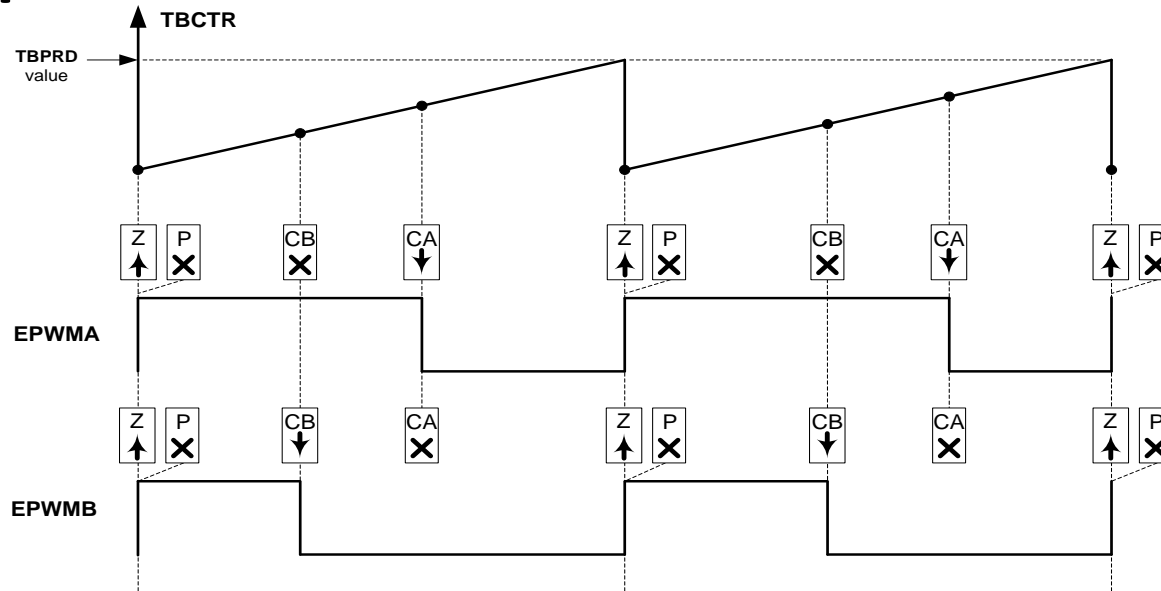 TBCTR
TBPRD
value
Z P CB CA Z P CB CA Z P
EPWMA
Z P CB CA Z P CB CA Z P
EPWMB